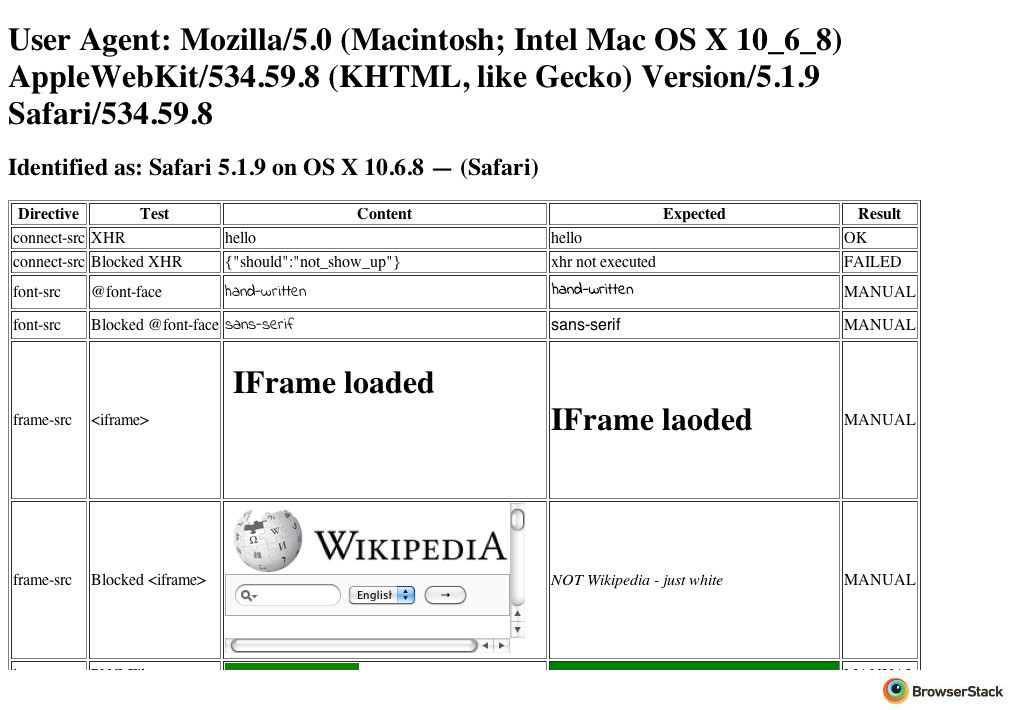 User Agent: Mozilla/5.0 (Macintosh; Intel Mac OS X 10_6_8)
AppleWebKit/534.59.8 (KHTML, like Gecko) Version/5.1.9
Safari/534.59.8
Identified as: Safari 5.1.9 on OS X 10.6.8 — (Safari)
Directive Test Content Expected Result
connect-src XHR hello hello OK
connect-src Blocked XHR {"should":"not_show_up"} xhr not executed FAILED
font-src @font-face hand-written hand-written MANUAL
font-src Blocked @font-face sans-serif sans-serif MANUAL
IFrame loaded
frame-src <iframe> IFrame laoded MANUAL
WIKIPEDIA
frame-src Blocked <iframe> NOT Wikipedia - just white MANUAL
English →
BrowserStack